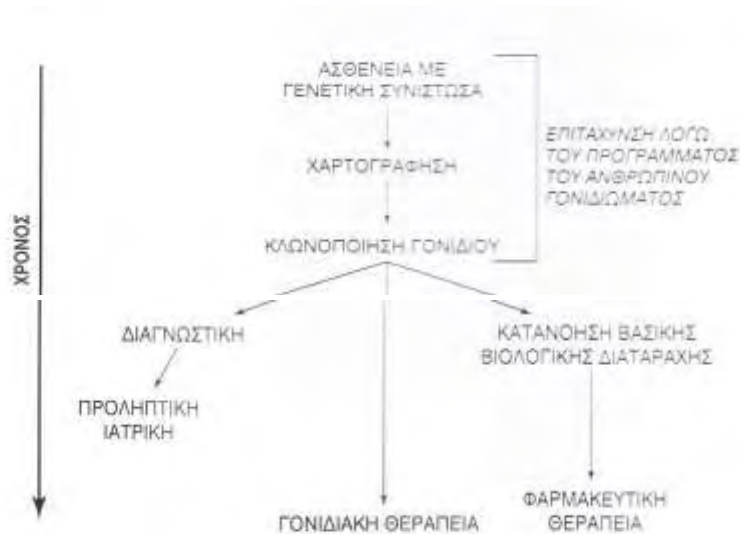 ΑΣΘΕΝΕΙΑ ΜΕ
ΓΕΝΕΤΙΚΗ ΣΥΝΙΣΤΩΣΑ
ΕΠΙΤΑΧΥΝΣΗ ΛΟΓΩ
ΤΟΥ ΠΡΟΓΡΑΜΜΑΤΟΣ
ΤΟΥ ΑΝΘΡΩΠΙΝΟΥ
ΓΟΝΙΔΙΩΜΑΤΟΣ
ΧΑΡΤΟΓΡΑΦΗΣΗ
ΚΛΩΝΟΠΟΙΗΣΗ ΓΟΝΙΔΙΟΥ
ΧΡΟΝΟΣ
ΔΙΑΓΝΩΣΤΙΚΗ
ΚΑΤΑΝΟΗΣΗ ΒΑΣΙΚΗΣ
ΒΙΟΛΟΓΙΚΗΣ ΔΙΑΤΑΡΑΧΗΣ
ΠΡΟΛΗΠΤΙΚΗ
ΙΑΤΡΙΚΗ
ΓΟΝΙΔΙΑΚΗ ΘΕΡΑΠΕΙΑ
ΦΑΡΜΑΚΕΥΤΙΚΗ
ΘΕΡΑΠΕΙΑ